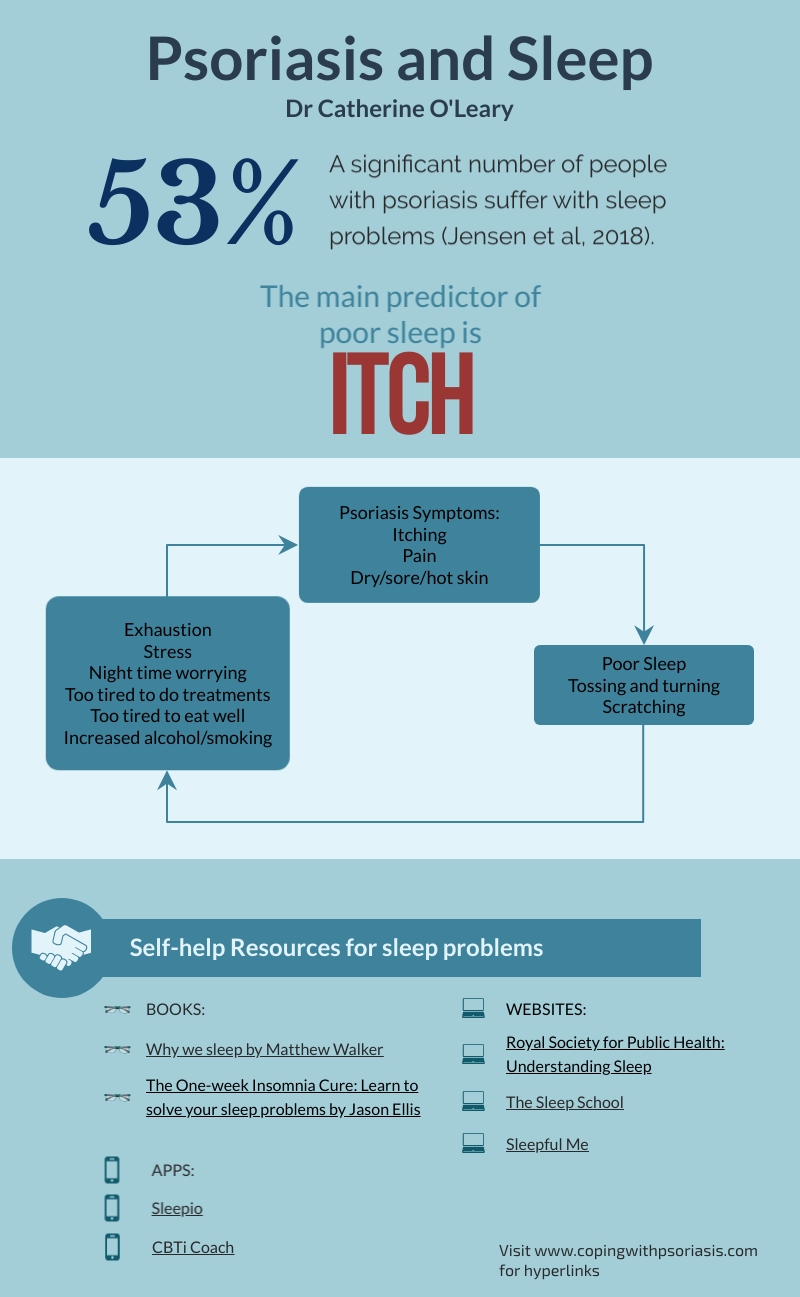 Psoriasis and Sleep
Dr Catherine O'Leary
53%
A significant number of people
with psoriasis suffer with sleep
problems (Jensen et al, 2018).
The main predictor of
poor sleep is
ITCH
Psoriasis Symptoms:
Itching
Pain
Dry/sore/hot skin
Exhaustion
Stress
Night time worrying
Too tired to do treatments
Too tired to eat well
Increased alcohol/smoking
Poor Sleep
Tossing and turning
Scratching
Self-help Resources for sleep problems
BOOKS:
Why we sleep by Matthew Walker
The One-week Insomnia Cure: Learn to
solve your sleep problems by Jason Ellis
APPS:
Sleepio
CBTi Coach
WEBSITES:
Royal Society for Public Health:
Understanding Sleep
The Sleep School
Sleepful Me
Visit www.copingwithpsoriasis.com
for hyperlinks